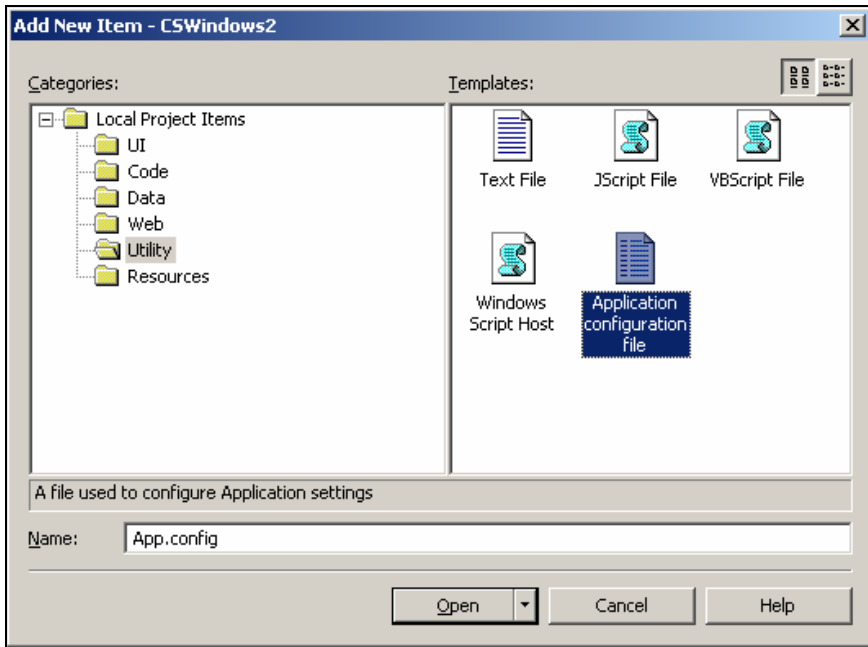 Add New Item - CSWindows2
Categories:
Templates:
Local Project Items
UI
Code
Data
Web
Utility
Resources
Text File
JScript File
VBScript File
Windows
Script Host
Application
configuration
file
A file used to configure Application settings
Name:
App.config
Open
Cancel
Help